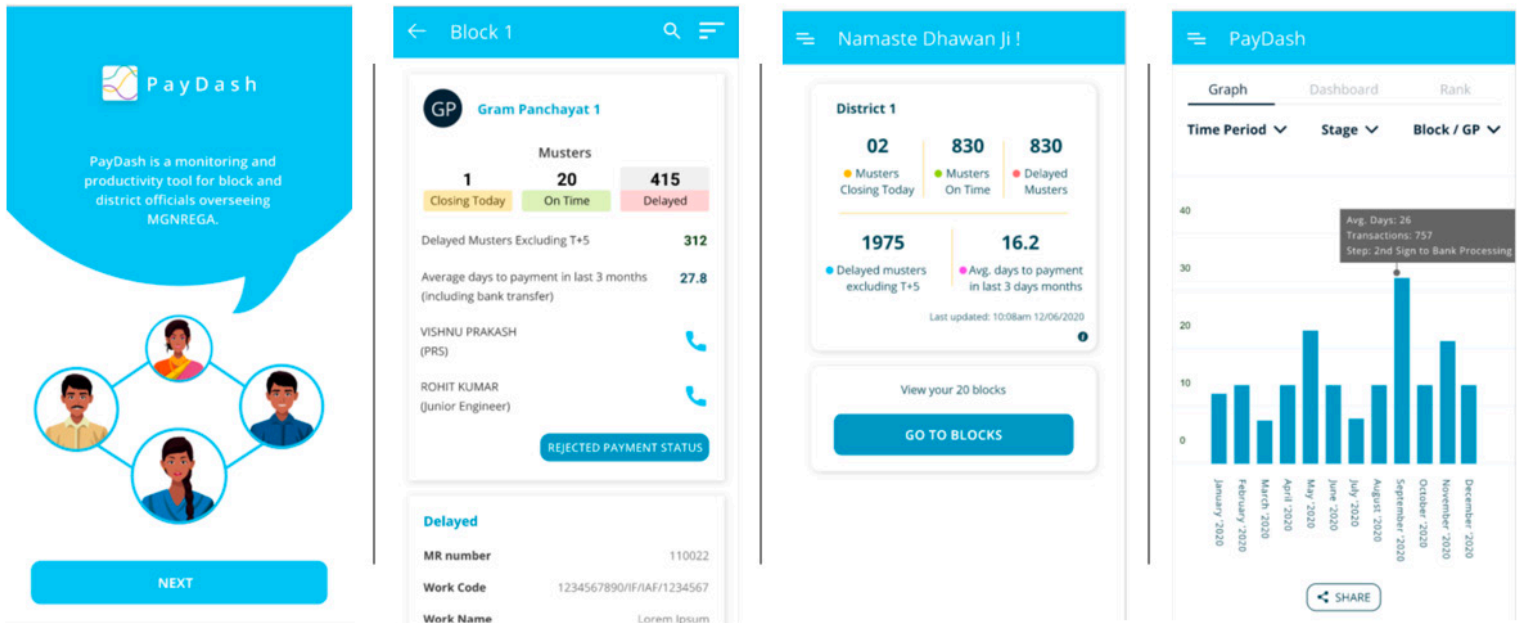 PayDash
PayDash is a monitoring and
productivity tool for block and
district officials overseeing
MGNREGA.
NEXT
Block 1
GP
Gram Panchayat 1
Musters
1 20 415
Closing Today On Time Delayed
Delayed Musters Excluding T+5 312
Average days to payment in last 3 months 27.8
(including bank transfer)
VISHNU PRAKASH
(PRS)
ROHIT KUMAR
(Junior Engineer)
REJECTED PAYMENT STATUS
Delayed
MR number 110022
Work Code 1234567890/IF/IAF/1234567
Work Name Lorem Ipsum
Namaste Dhawan Ji !
District 1
02 830 830
Musters Musters Delayed
Closing Today On Time Musters
1975 16.2
Delayed musters Avg. days to payment
excluding T+5 in last 3 days months
Last updated: 10:08am 12/06/2020
View your 20 blocks
GO TO BLOCKS
PayDash
Graph Dashboard Rank
Time Period Stage Block / GP
40
Avg. Days: 26
Transactions: 757
Step: 2nd Sign to Bank Processing
30
20
10
0
January '2020
February '2020
March '2020
April '2020
May '2020
June '2020
July '2020
August '2020
September '2020
October '2020
November '2020
December '2020
SHARE